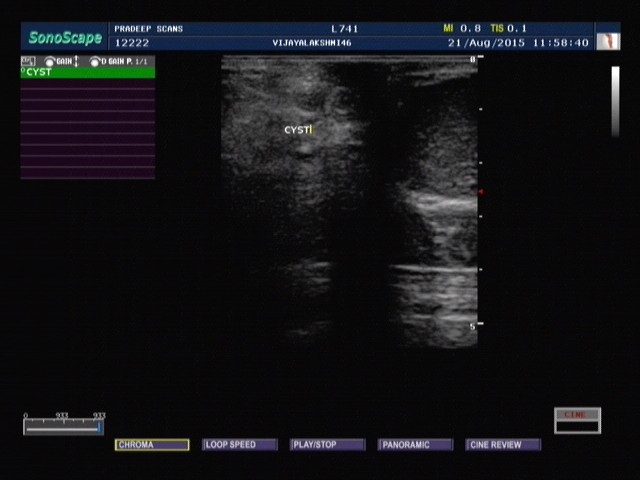 SonoScape
PRADEEP SCANS
L741
MI 0.8 TIS 0.1
12222
VIJAYALAKSHMI46
21/Aug/2015 11:58:40
GAIN
D GAIN P. 1/1
CYST
0
CYST
5
0 933 933
CINE
CHROMA
LOOP SPEED
PLAY/STOP
PANORAMIC
CINE REVIEW